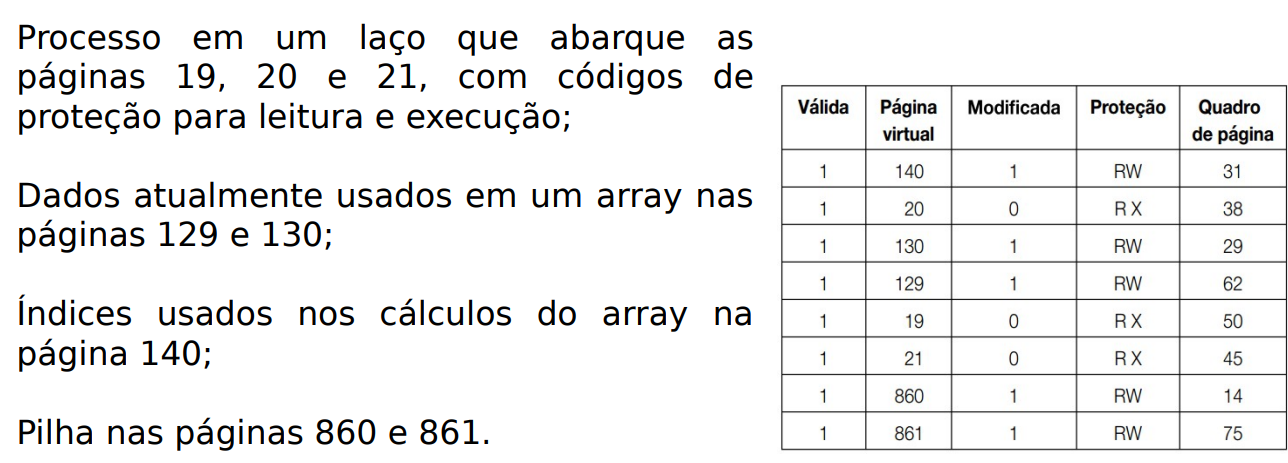 Processo em um laço que abarque as
páginas 19, 20 e 21, com códigos de
proteção para leitura e execução;
Dados atualmente usados em um array nas
páginas 129 e 130;
Índices usados nos cálculos do array na
página 140;
Pilha nas páginas 860 e 861.
Válida Página virtual Modificada Proteção Quadro de página
1 140 1 RW 31
1 20 0 R X 38
1 130 1 RW 29
1 129 1 RW 62
1 19 0 R X 50
1 21 0 R X 45
1 860 1 RW 14
1 861 1 RW 75